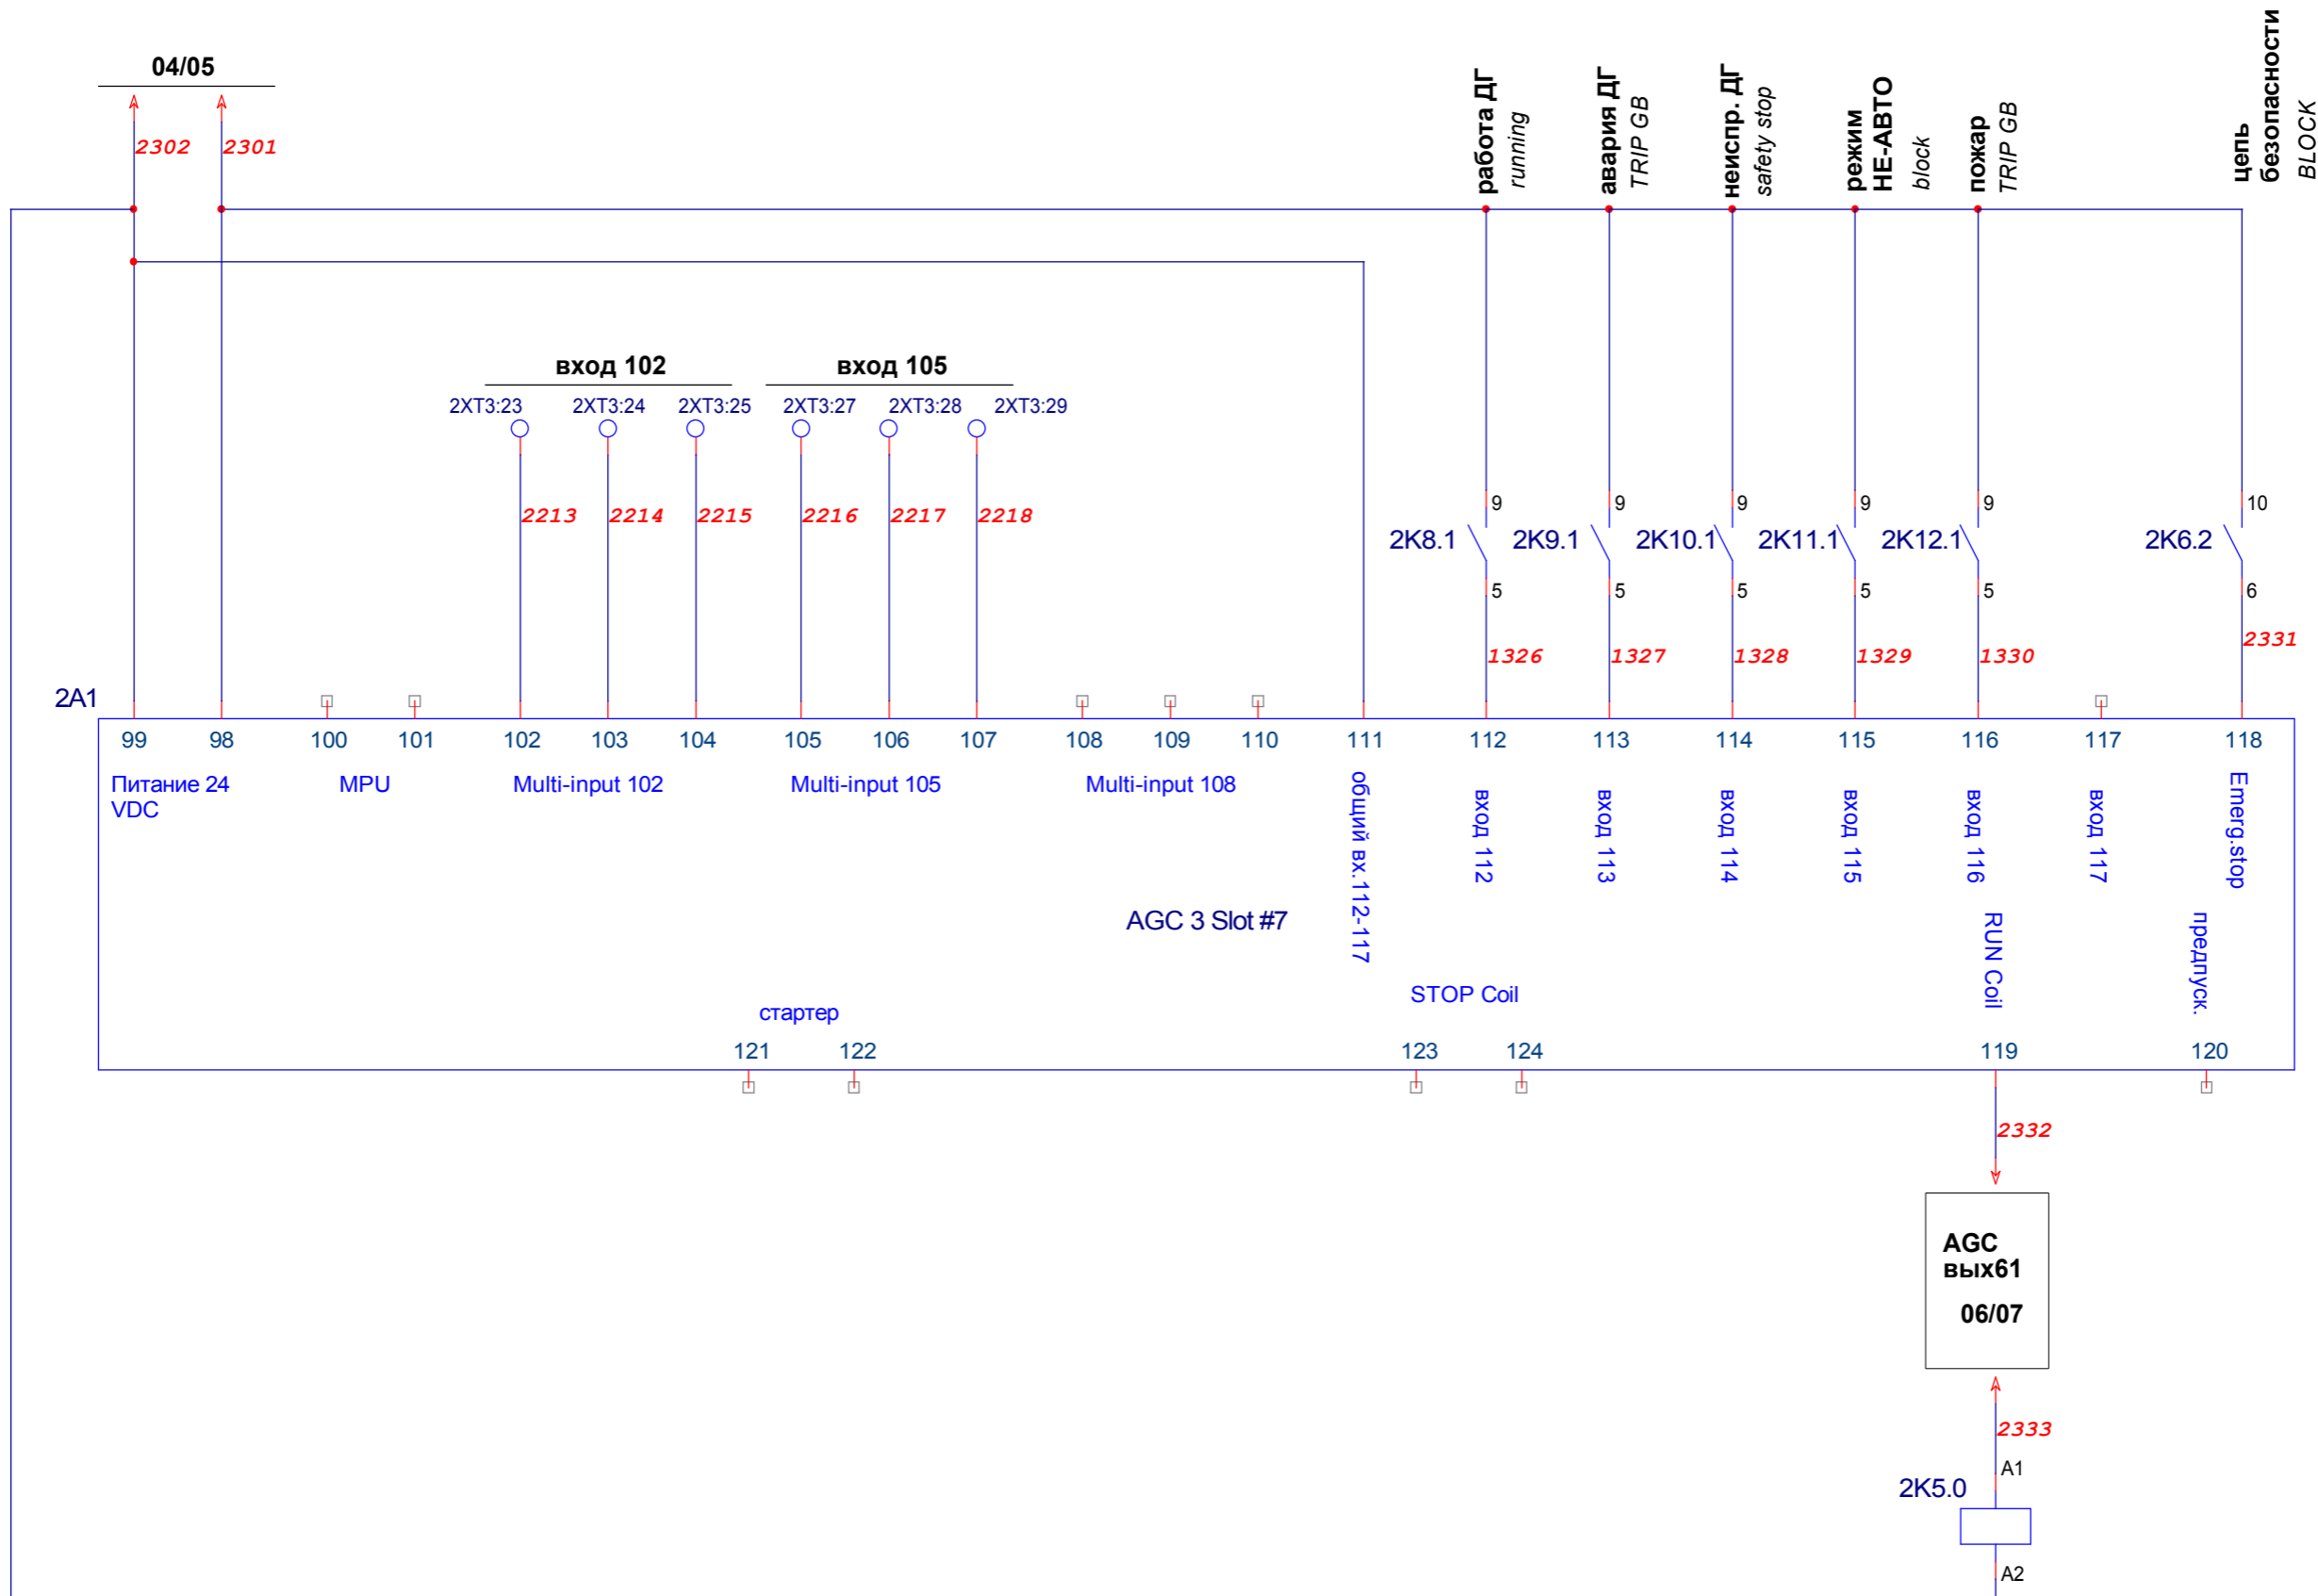 04/05
2302
2301
работа ДГ
running
авария ДГ
TRIP GB
неиспр. ДГ
safety stop
режим
НЕ-АВТО
block
пожар
TRIP GB
цепь
безопасности
BLOCK
вход 102
вход 105
2XT3:23
2XT3:24
2XT3:25
2XT3:27
2XT3:28
2XT3:29
2213
2214
2215
2216
2217
2218
9
9
9
9
9
10
2K8.1
2K9.1
2K10.1
2K11.1
2K12.1
2K6.2
5
5
5
5
5
6
1326
1327
1328
1329
1330
2331
2A1
99
98
100
101
102
103
104
105
106
107
108
109
110
111
112
113
114
115
116
117
118
Питание 24
VDC
MPU
Multi-input 102
Multi-input 105
Multi-input 108
общий вх.112-117
вход 112
вход 113
вход 114
вход 115
вход 116
вход 117
Emerg.stop
AGC 3 Slot #7
RUN Coil
предпуск.
STOP Coil
стартер
121
122
123
124
119
120
2332
AGC
вых61
06/07
2333
A1
2K5.0
A2